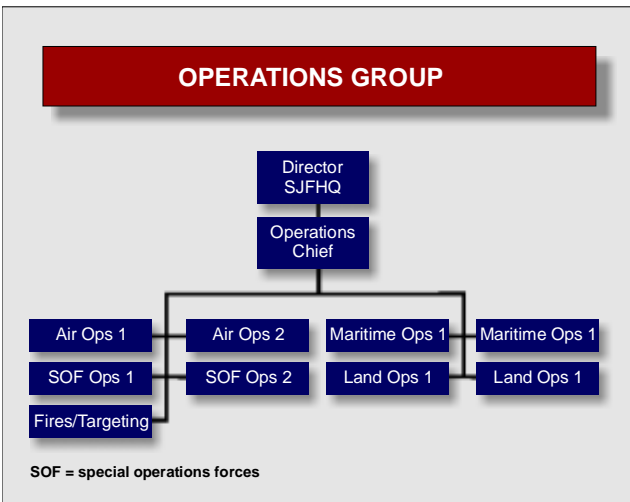 OPERATIONS GROUP
Director
SJFHQ
Operations
Chief
Air Ops 1
Air Ops 2
Maritime Ops 1
Maritime Ops 1
SOF Ops 1
SOF Ops 2
Land Ops 1
Land Ops 1
Fires/Targeting
SOF = special operations forces